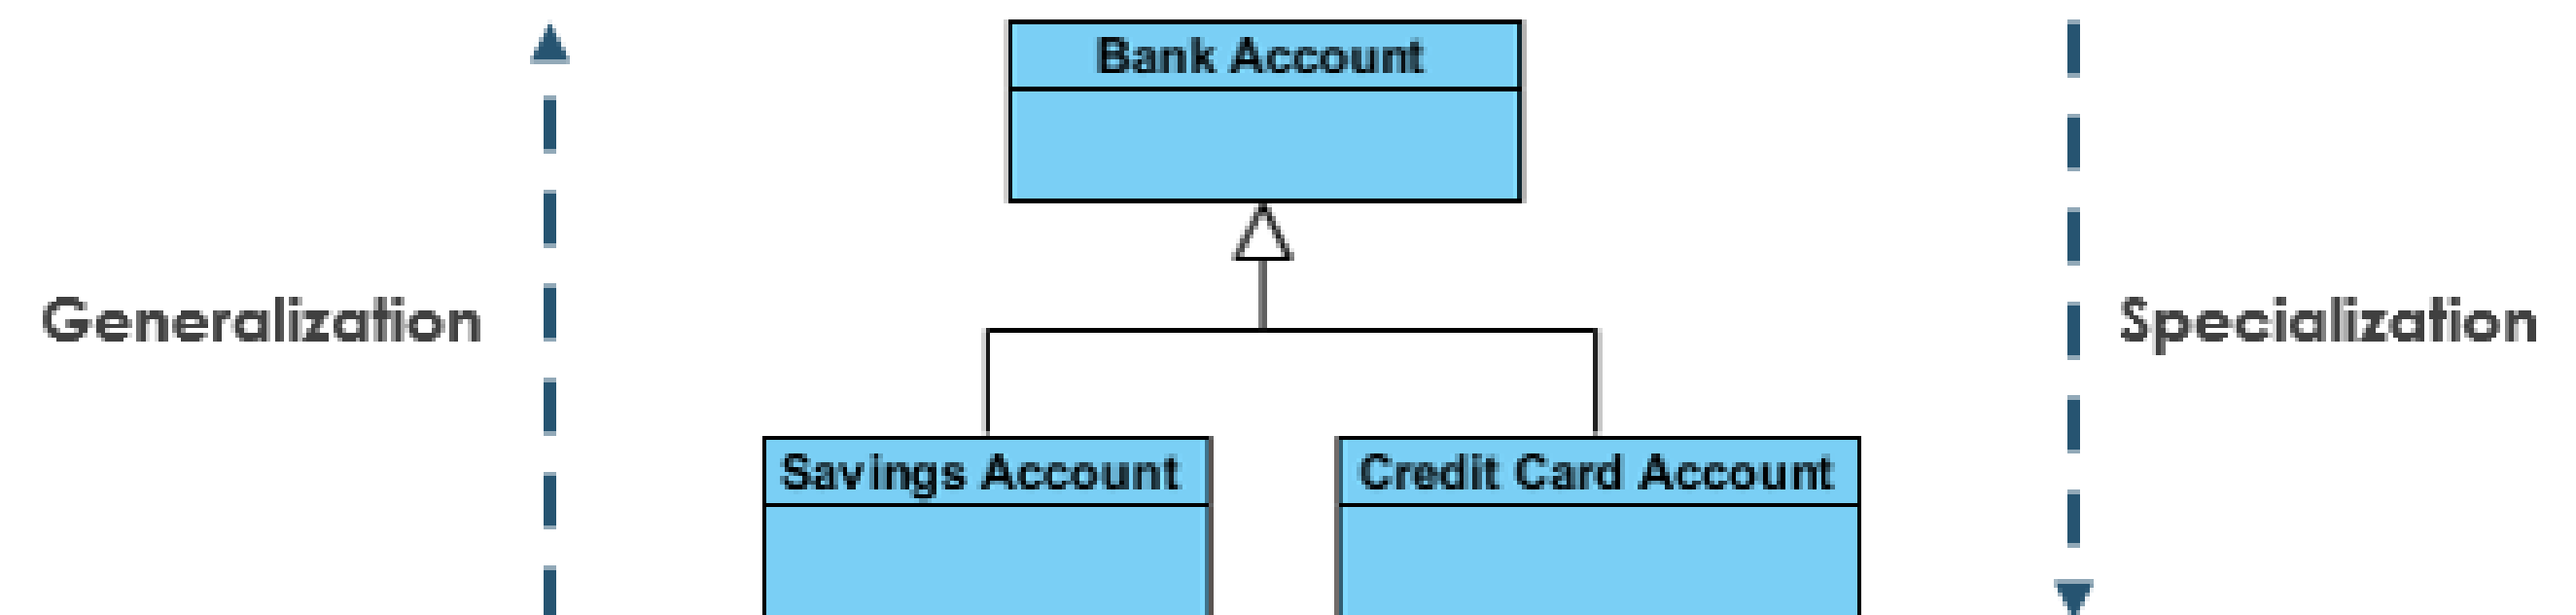 Bank Account
Generalization
Specialization
Savings Account
Credit Card Account